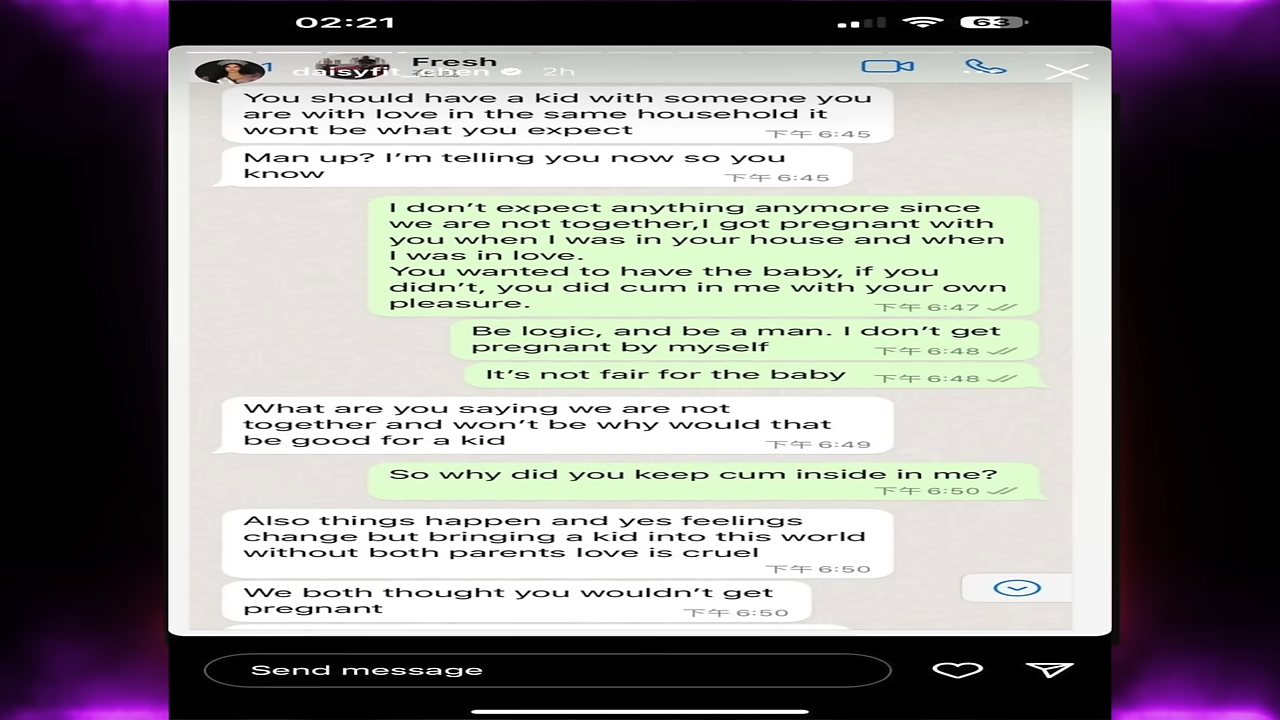 02:21
63
Fresh
daisyfit_chen 2h
You should have a kid with someone you
are with love in the same household it
wont be what you expect
下午 6:45
Man up? I'm telling you now so you
know
下午 6:45
I don't expect anything anymore since
we are not together,I got pregnant with
you when I was in your house and when
I was in love.
You wanted to have the baby, if you
didn't, you did cum in me with your own
pleasure.
下午 6:47
Be logic, and be a man. I don't get
pregnant by myself
下午 6:48
It's not fair for the baby
下午 6:48
What are you saying we are not
together and won't be why would that
be good for a kid
下午 6:49
So why did you keep cum inside in me?
下午 6:50
Also things happen and yes feelings
change but bringing a kid into this world
without both parents love is cruel
下午 6:50
We both thought you wouldn't get
pregnant
下午 6:50
Send message